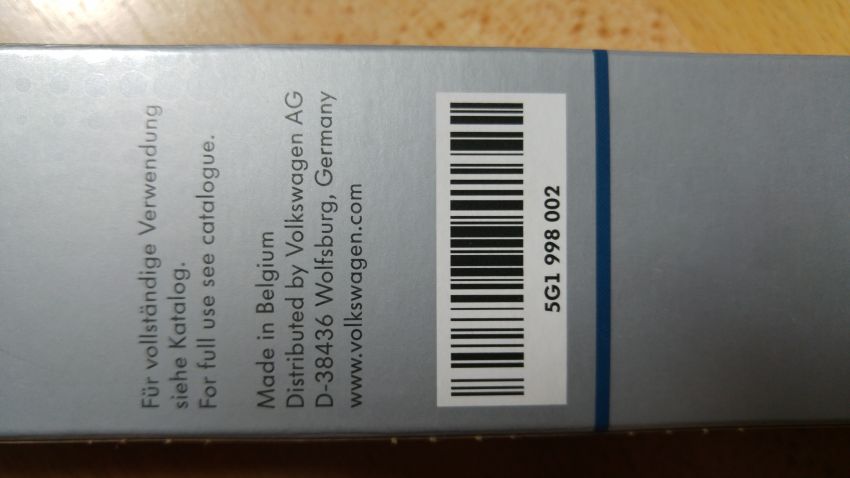 Für vollständige Verwendung
siehe Katalog.
For full use see catalogue.
Made in Belgium
Distributed by Volkswagen AG
D-38436 Wolfsburg, Germany
www.volkswagen.com
5G1 998 002